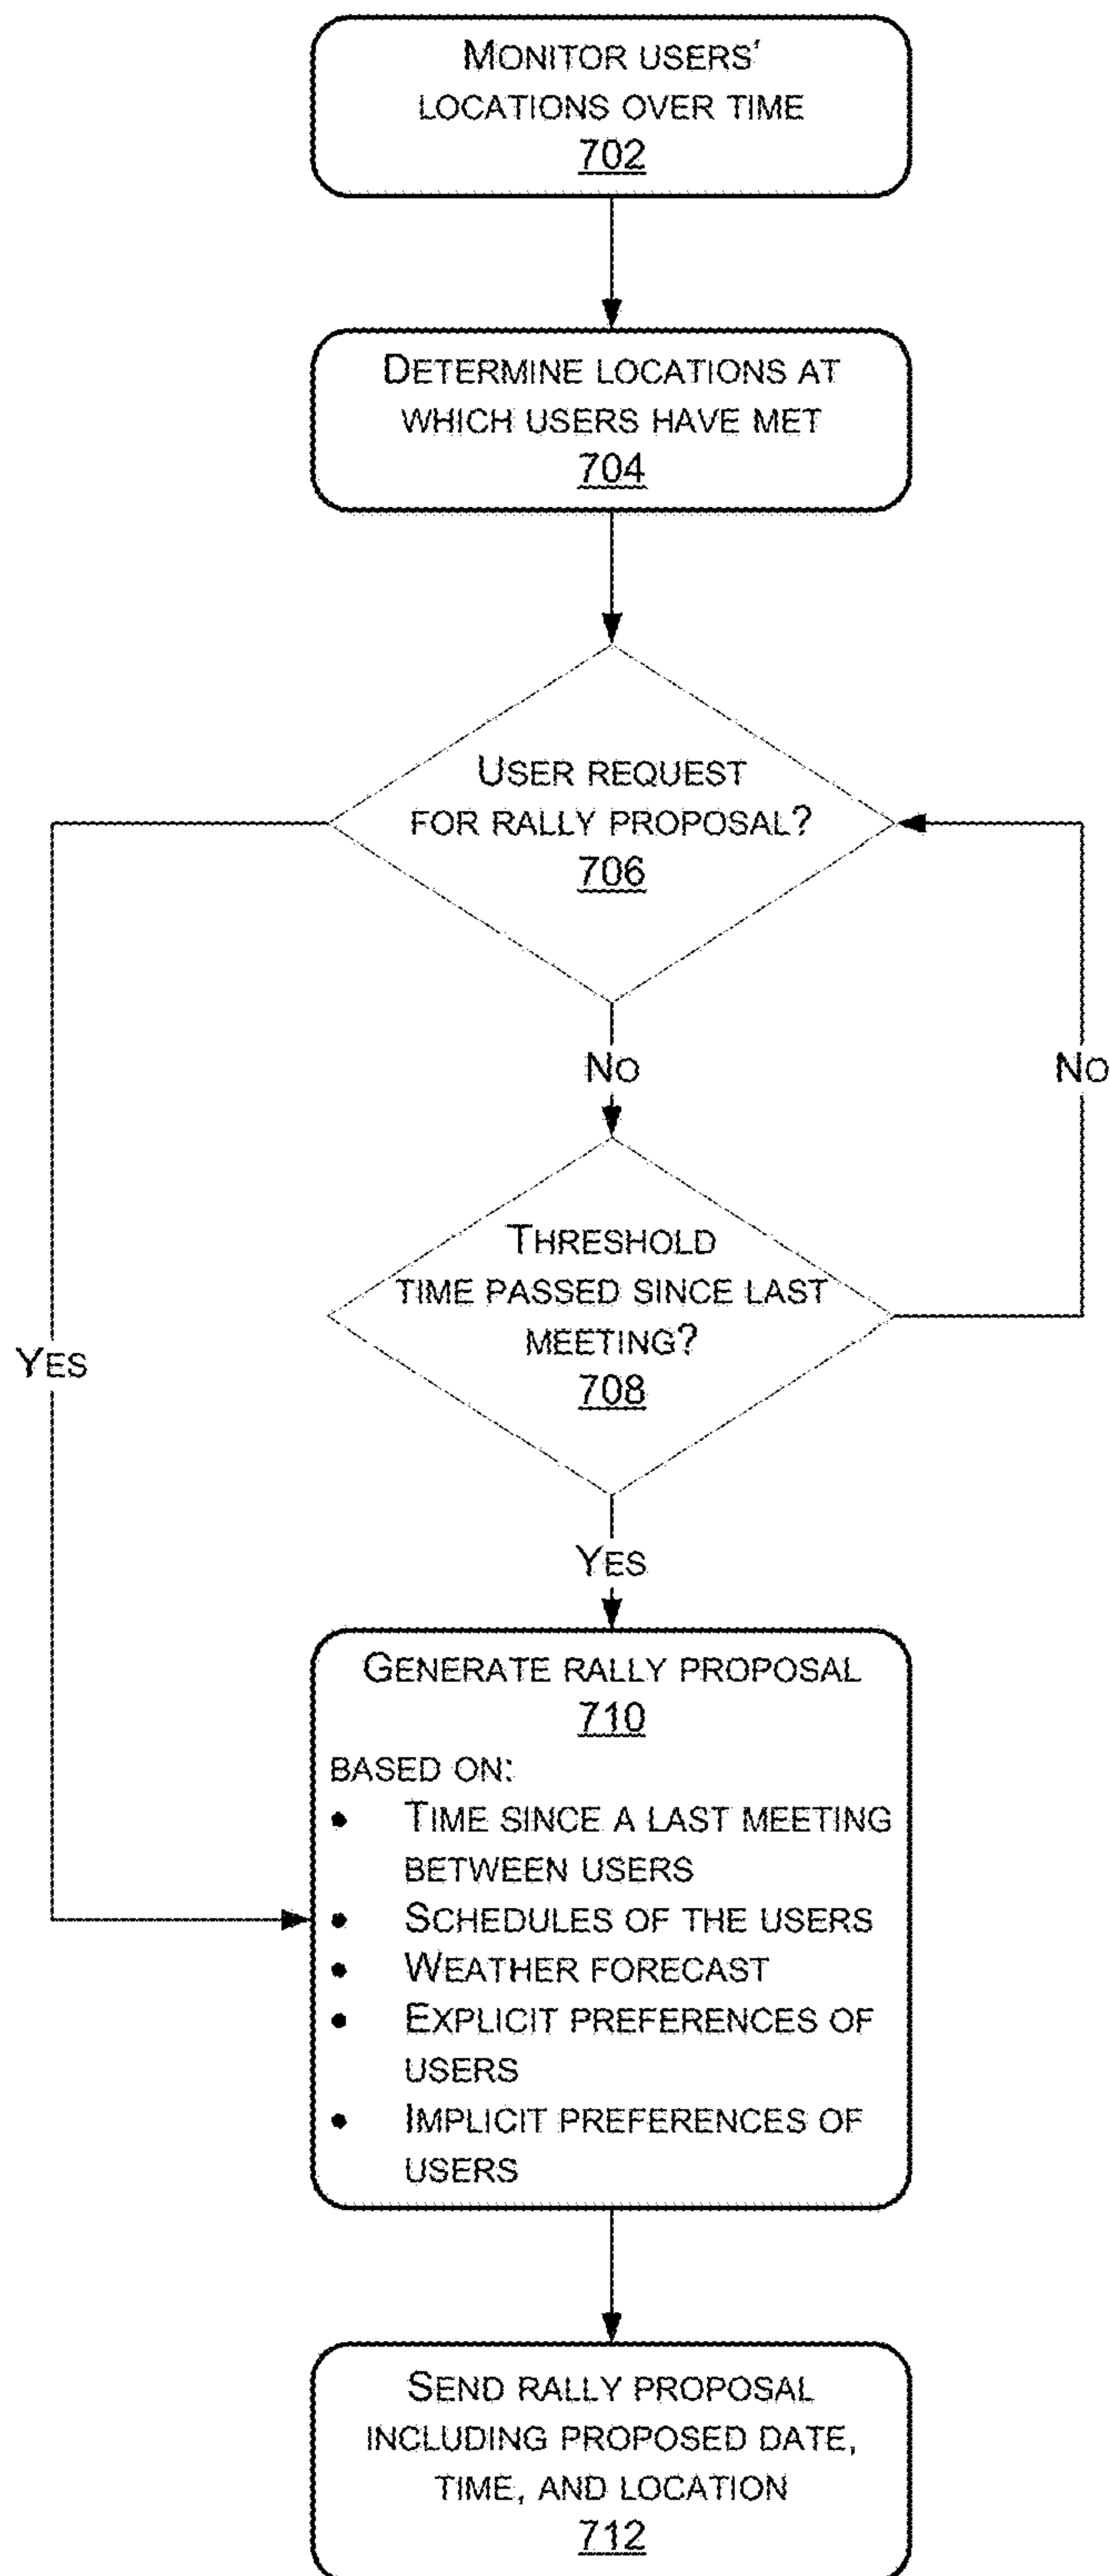 MONITOR USERS'
LOCATIONS OVER TIME
702
DETERMINE LOCATIONS AT
WHICH USERS HAVE MET
704
USER REQUEST
FOR RALLY PROPOSAL?
706
NO
NO
THRESHOLD
TIME PASSED SINCE LAST
MEETING?
708
YES
YES
GENERATE RALLY PROPOSAL
710
BASED ON:
• TIME SINCE A LAST MEETING
BETWEEN USERS
• SCHEDULES OF THE USERS
• WEATHER FORECAST
• EXPLICIT PREFERENCES OF
USERS
• IMPLICIT PREFERENCES OF
USERS
SEND RALLY PROPOSAL
INCLUDING PROPOSED DATE,
TIME, AND LOCATION
712